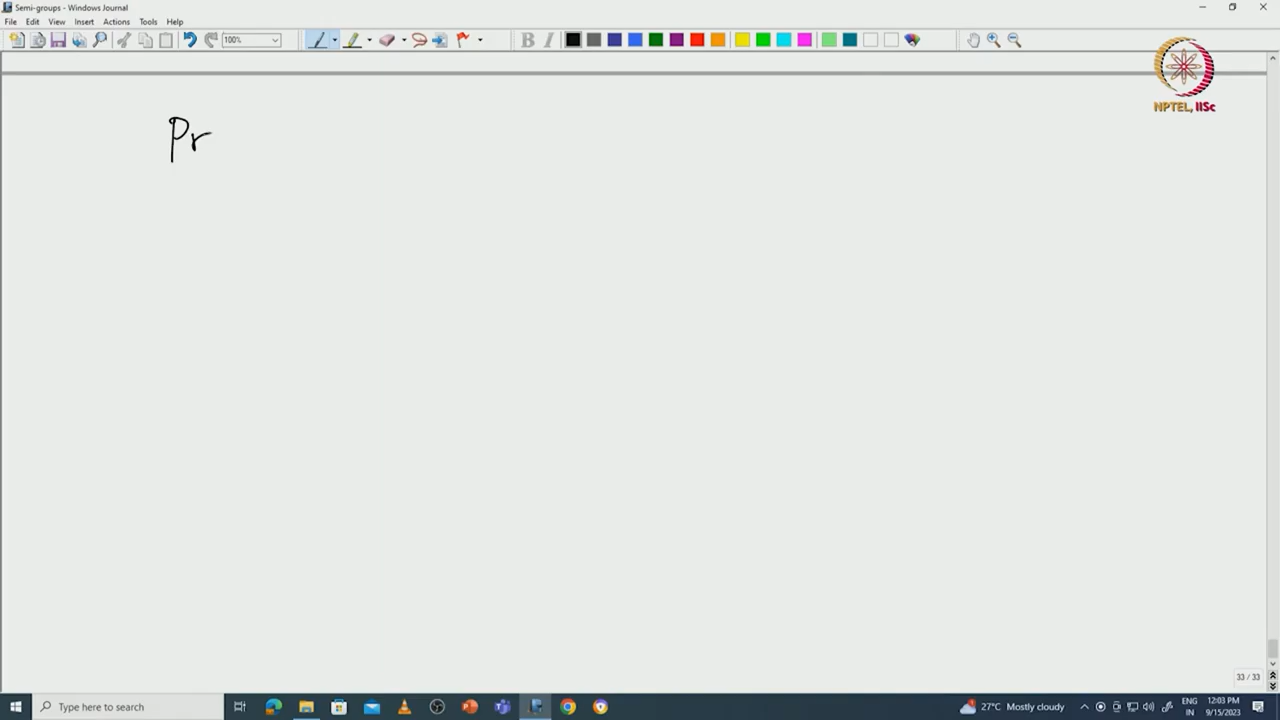 Semi-groups - Windows Journal
File Edit View Insert Actions Tools Help
100%
B I
NPTEL, IISc
Pr
33 / 33
Type here to search
27°C Mostly cloudy
ENG
IN
12:03 PM
9/15/2023